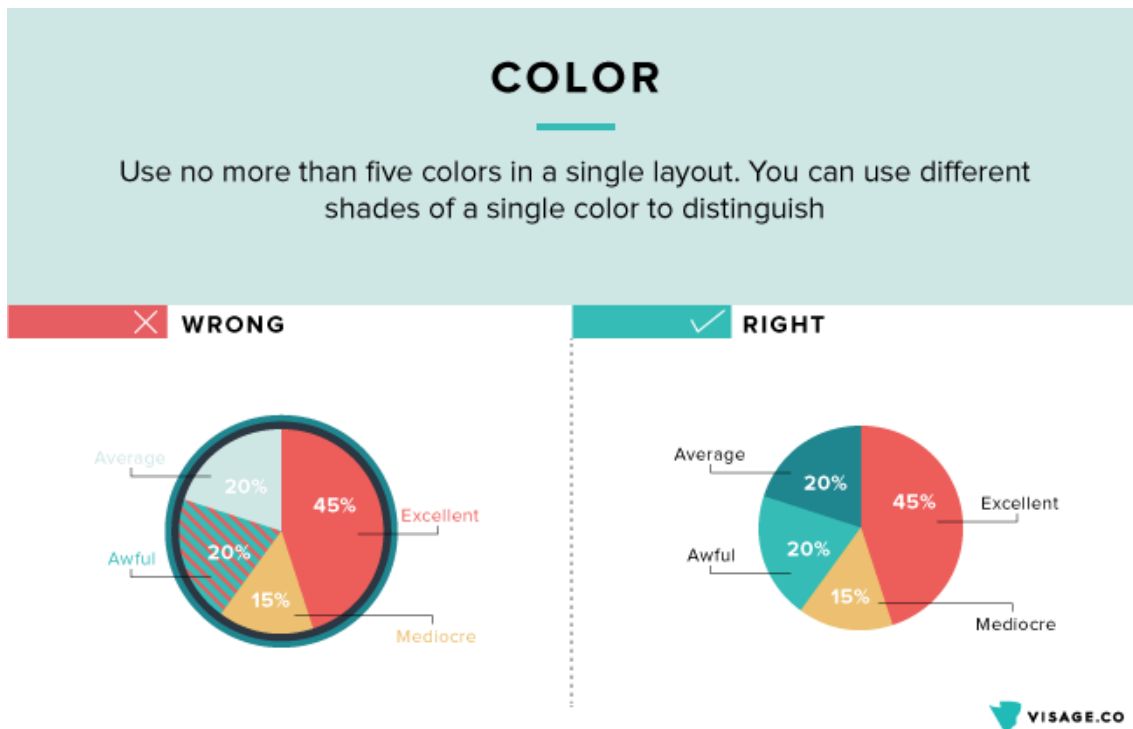 COLOR
Use no more than five colors in a single layout. You can use different
shades of a single color to distinguish
WRONG
Average
20%
45%
Excellent
Awful
20%
15%
Mediocre
RIGHT
Average
20%
45%
Excellent
Awful
20%
15%
Mediocre
VISAGE.CO